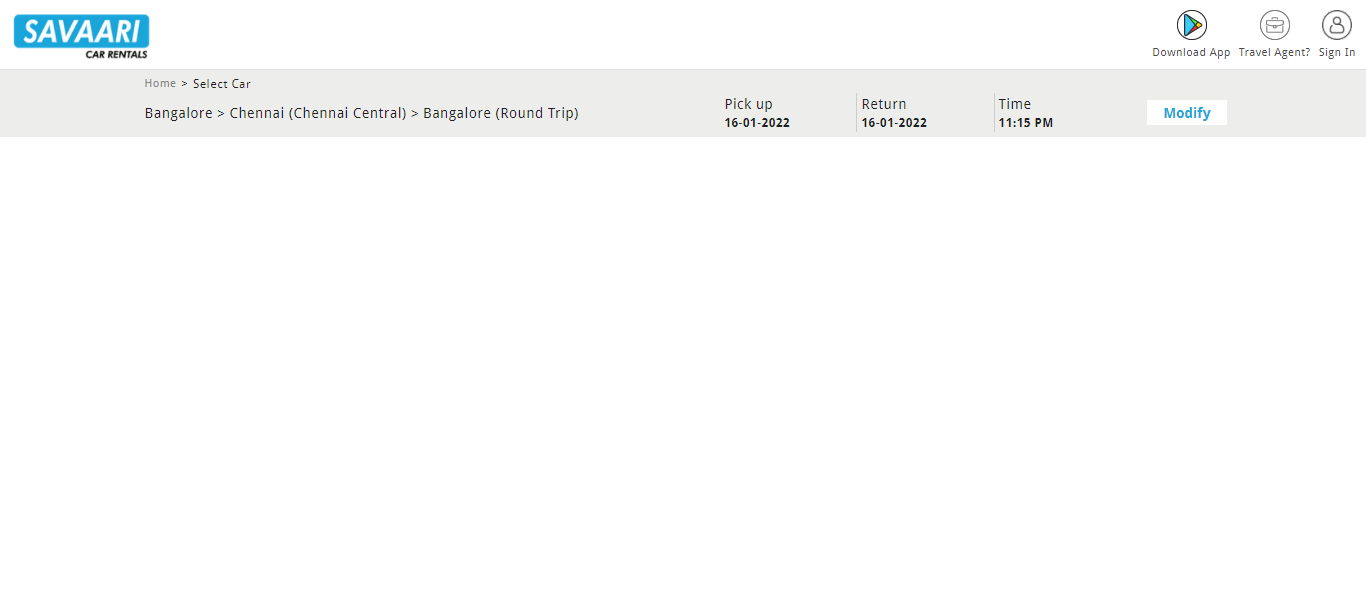 SAVAARI
CAR RENTALS
Download App
Travel Agent?
Sign In
Home > Select Car
Bangalore > Chennai (Chennai Central) > Bangalore (Round Trip)
Pick up
16-01-2022
Return
16-01-2022
Time
11:15 PM
Modify